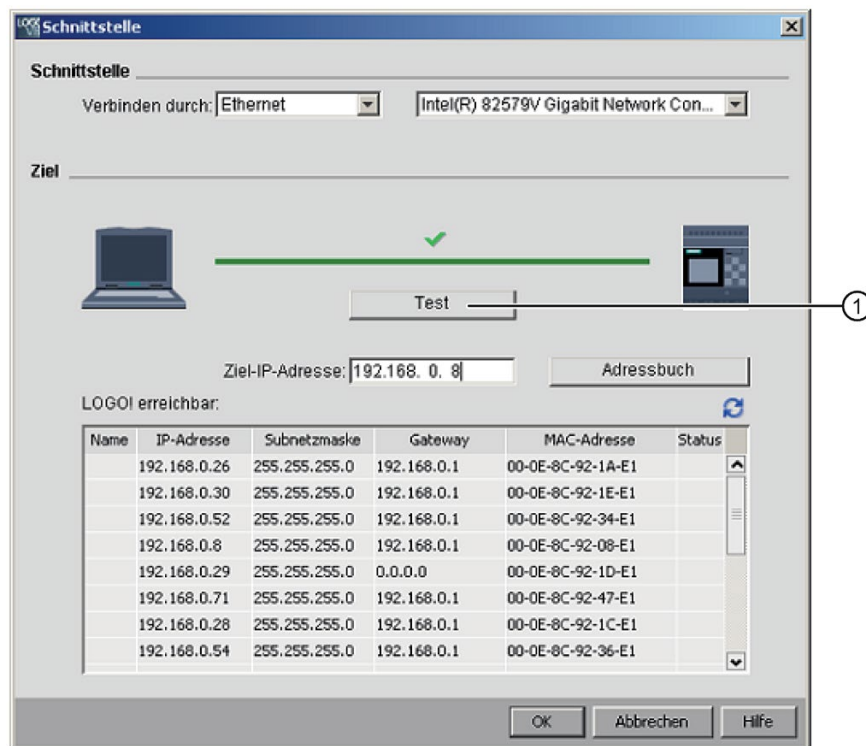 Schnittstelle
Schnittstelle
Verbinden durch: Ethernet Intel(R) 82579V Gigabit Network Con...
Ziel
Test
1
Ziel-IP-Adresse: 192.168. 0. 8 Adressbuch
LOGO! erreichbar:
Name IP-Adresse Subnetzmaske Gateway MAC-Adresse Status
192.168.0.26 255.255.255.0 192.168.0.1 00-0E-8C-92-1A-E1
192.168.0.30 255.255.255.0 192.168.0.1 00-0E-8C-92-1E-E1
192.168.0.52 255.255.255.0 192.168.0.1 00-0E-8C-92-34-E1
192.168.0.8 255.255.255.0 192.168.0.1 00-0E-8C-92-08-E1
192.168.0.29 255.255.255.0 0.0.0.0 00-0E-8C-92-1D-E1
192.168.0.71 255.255.255.0 192.168.0.1 00-0E-8C-92-47-E1
192.168.0.28 255.255.255.0 192.168.0.1 00-0E-8C-92-1C-E1
192.168.0.54 255.255.255.0 192.168.0.1 00-0E-8C-92-36-E1
OK Abbrechen Hilfe